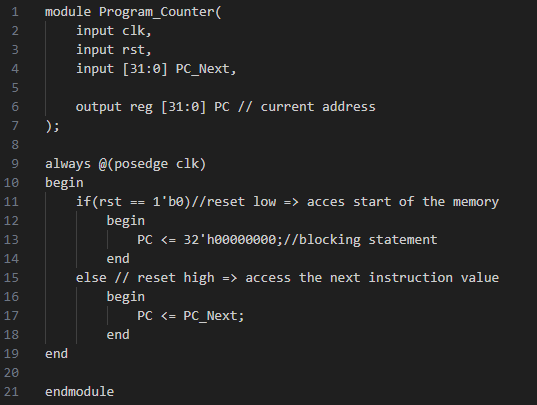 1 module Program_Counter(
2 input clk,
3 input rst,
4 input [31:0] PC_Next,
5
6 output reg [31:0] PC // current address
7 );
8
9 always @(posedge clk)
10 begin
11 if(rst == 1'b0)//reset low => acces start of the memory
12 begin
13 PC <= 32'h00000000;//blocking statement
14 end
15 else // reset high => access the next instruction value
16 begin
17 PC <= PC_Next;
18 end
19 end
20
21 endmodule